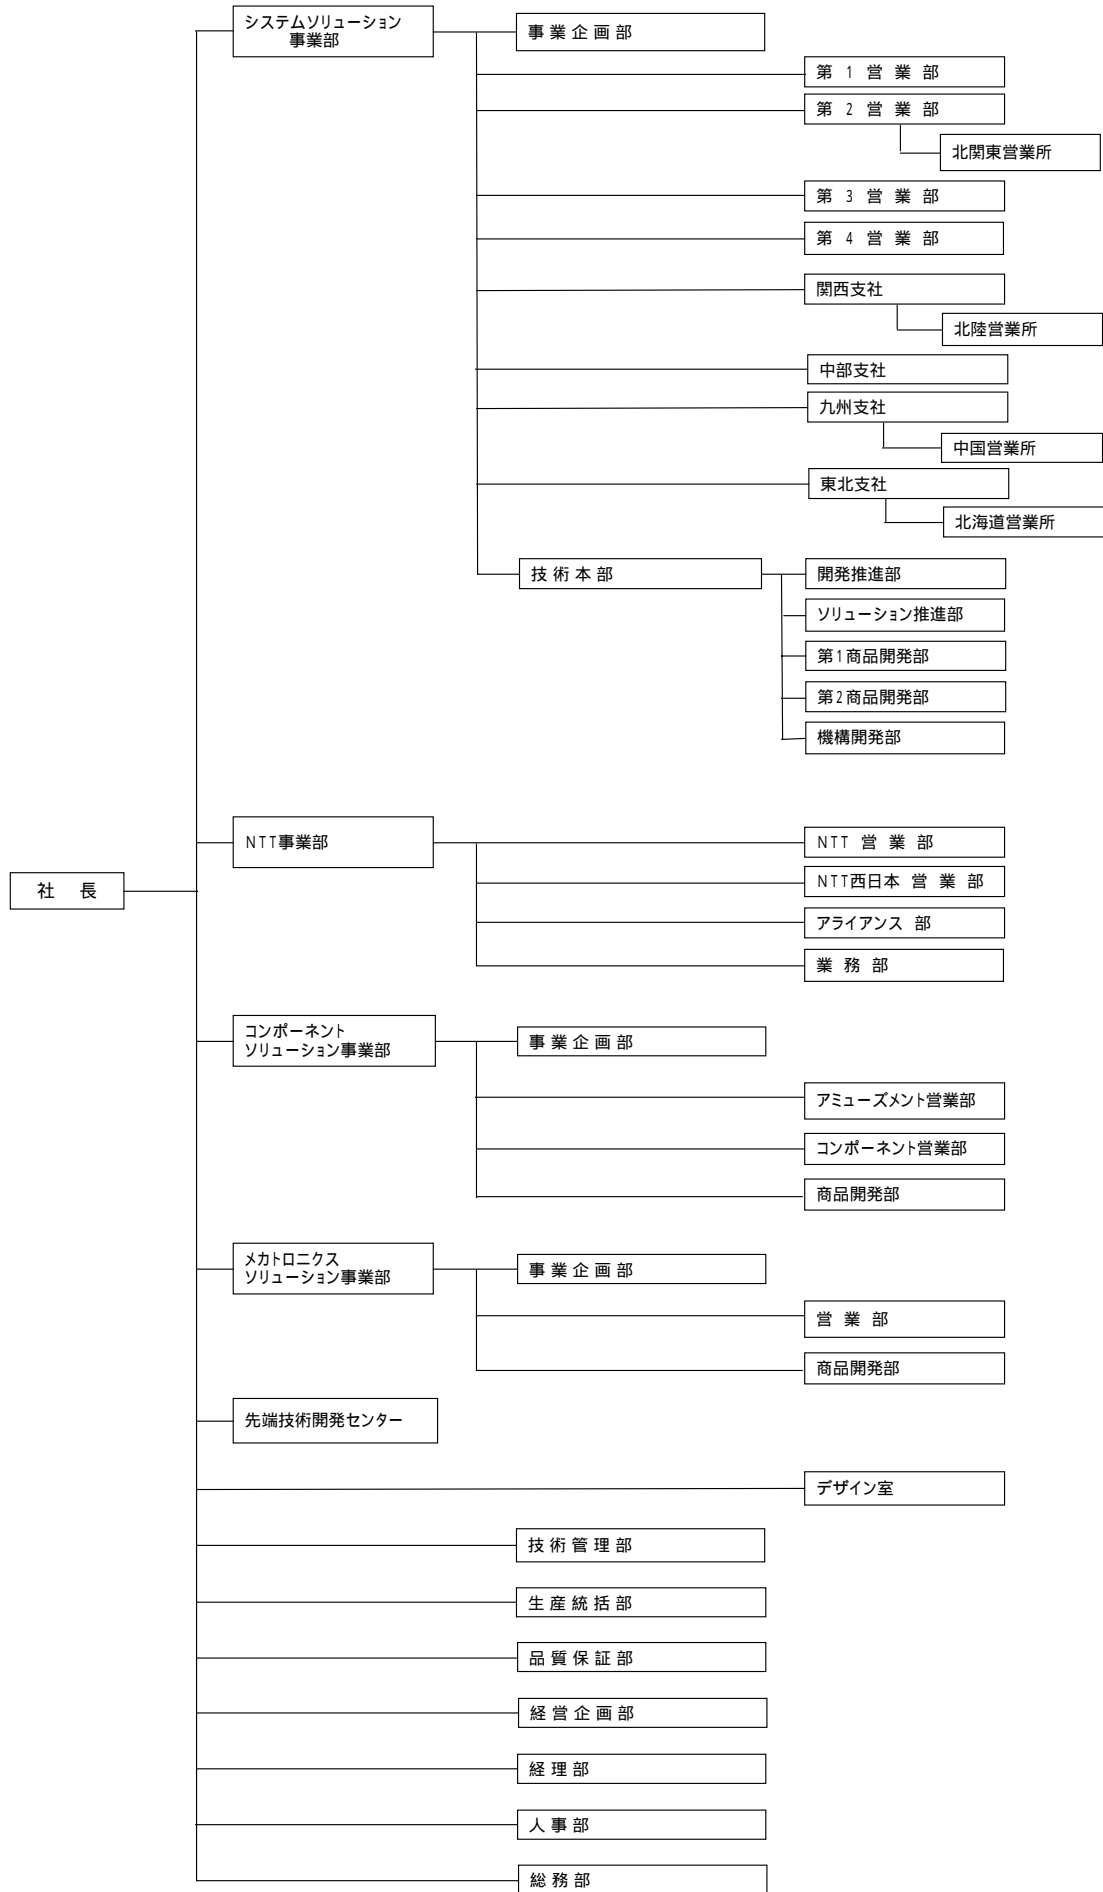 システムソリューション
事業部
事業企画部
第1営業部
第2営業部
北関東営業所
第3営業部
第4営業部
関西支社
北陸営業所
中部支社
九州支社
中国営業所
東北支社
北海道営業所
技術本部
開発推進部
ソリューション推進部
第1商品開発部
第2商品開発部
機構開発部
NTT事業部
NTT 営業部
社長
NTT西日本 営業部
アライアンス 部
業務部
コンポーネント
ソリューション事業部
事業企画部
アミューズメント営業部
コンポーネント営業部
商品開発部
メカトロニクス
ソリューション事業部
事業企画部
営業部
商品開発部
先端技術開発センター
デザイン室
技術管理部
生産統括部
品質保証部
経営企画部
経理部
人事部
総務部